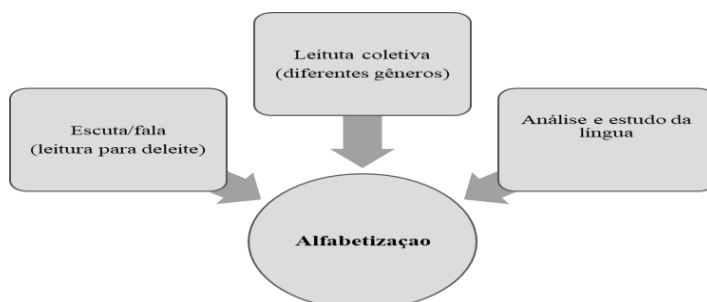 Leituta coletiva
(diferentes gêneros)
Escuta/fala
(leitura para deleite)
Análise e estudo da
língua
Alfabetizaçao